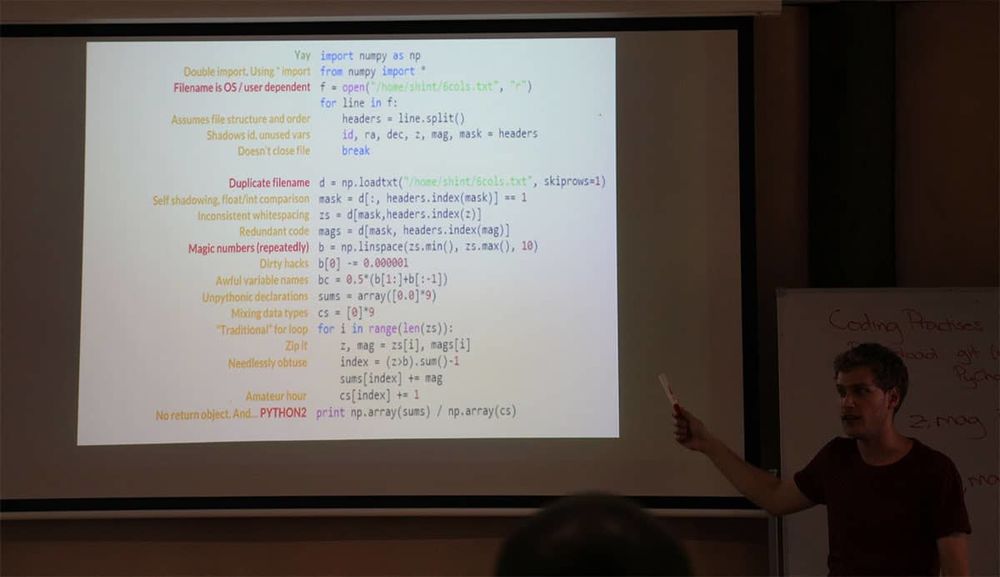 Yay import numpy as np
Double import, Using * import from numpy import *
Filename is OS / user dependent f = open("/home/shint/6cols.txt", "r")
for line in f:
Assumes file structure and order headers = line.split()
Shadows id, unused vars id, ra, dec, z, mag, mask = headers
Doesn't close file break
Duplicate filename d = np.loadtxt("/home/shint/6cols.txt", skiprows=1)
Self shadowing, float/int comparison mask = d[:, headers.index(mask)] == 1
Inconsistent whitespacing zs = d[mask,headers.index(z)]
Redundant code mags = d[mask, headers.index(mag)]
Magic numbers (repeatedly) b = np.linspace(zs.min(), zs.max(), 10)
Dirty hacks b[0] -= 0.000001
Awful variable names bc = 0.5*(b[1:]+b[:-1])
Unpythonic declarations sums = array([0.0]*9)
Mixing data types cs = [0]*9
"Traditional" for loop for i in range(len(zs)):
Zip it z, mag = zs[i], mags[i]
Needlessly obtuse index = (z>b).sum()-1
sums[index] += mag
Amateur hour cs[index] += 1
No return object. And... PYTHON2 print np.array(sums) / np.array(cs)
Coding Practises
git
PyCha
z, mag